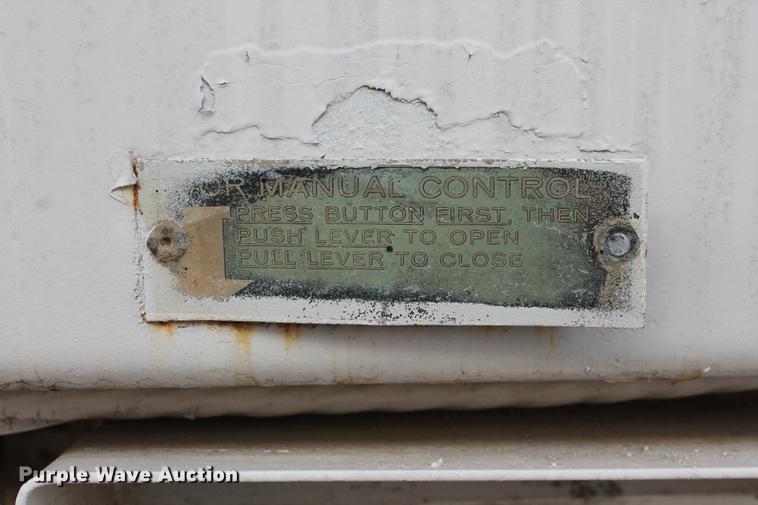 OR MANUAL CONTROL
PRESS BUTTON FIRST, THEN
PUSH LEVER TO OPEN
PULL LEVER TO CLOSE
Purple Wave Auction